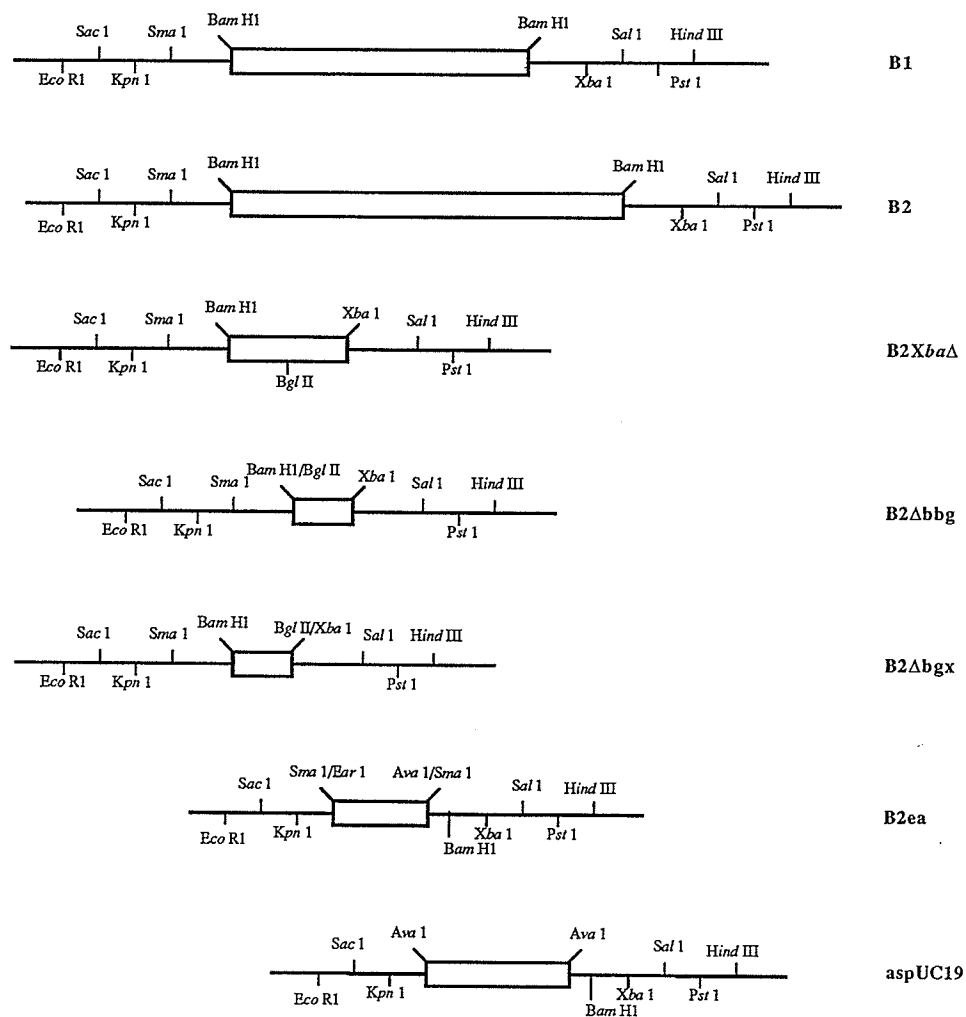 Bam H1 Bam H1
Sac 1 Sma 1 Sal 1 Hind III
B1
Eco R1 Kpn 1 Xba 1 Pst 1
Bam H1 Bam H1
Sac 1 Sma 1 Sal 1 Hind III
B2
Eco R1 Kpn 1 Xba 1 Pst 1
Bam H1 Xba 1
Sac 1 Sma 1 Sal 1 Hind III
B2XbaΔ
Eco R1 Kpn 1 Pst 1
Bgl II
Bam H1/Bgl II Xba 1
Sac 1 Sma 1 Sal 1 Hind III
B2Δbbg
Eco R1 Kpn 1 Pst 1
Bam H1 Bgl II/Xba 1
Sac 1 Sma 1 Sal 1 Hind III
B2Δbgx
Eco R1 Kpn 1 Pst 1
Sma 1/Ear 1 Ava 1/Sma 1
Sac 1 Sal 1 Hind III
B2ea
Eco R1 Kpn 1 Xba 1 Pst 1
Bam H1
Ava 1 Ava 1
Sac 1 Sal 1 Hind III
aspUC19
Eco R1 Kpn 1 Xba 1 Pst 1
Bam H1